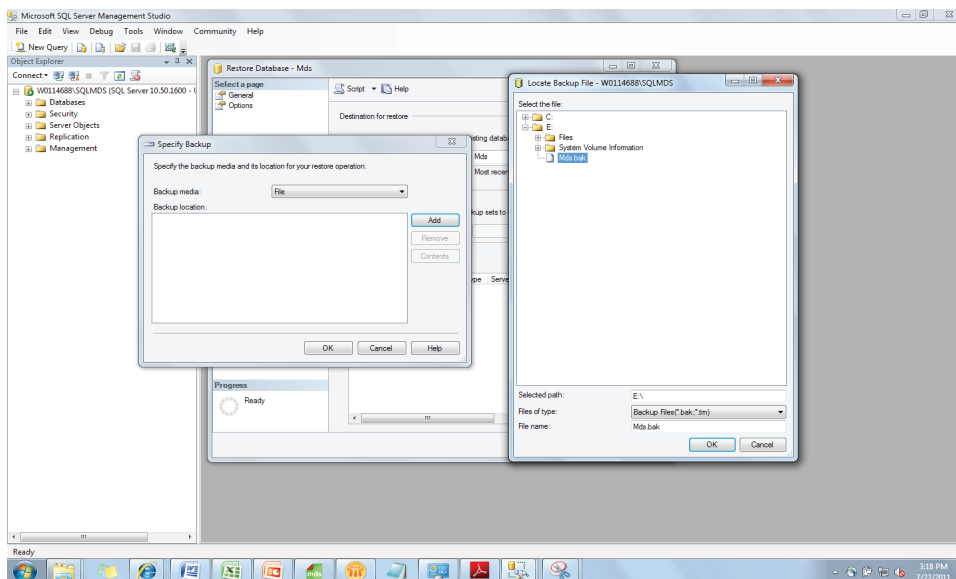 Microsoft SQL Server Management Studio
File Edit View Debug Tools Window Community Help
New Query
Object Explorer
Connect
W0114688\SQLMDS (SQL Server 10.50.1600 -
Databases
Security
Server Objects
Replication
Management
Restore Database - Mds
Select a page
General
Options
Script Help
Destination for restore
sting datab
Mds
Most recen
kup sets to
ype Serve
Progress
Ready
Specify Backup
Specify the backup media and its location for your restore operation.
Backup media: File
Backup location:
Add
Remove
Contents
OK Cancel Help
Locate Backup File - W0114688\SQLMDS
Select the file:
C:
E:
Files
System Volume Information
Mds.bak
Selected path: E:\
Files of type: Backup Files(*.bak;*.trn)
File name: Mds.bak
OK Cancel
Ready
mds
3:18 PM
7/22/2011